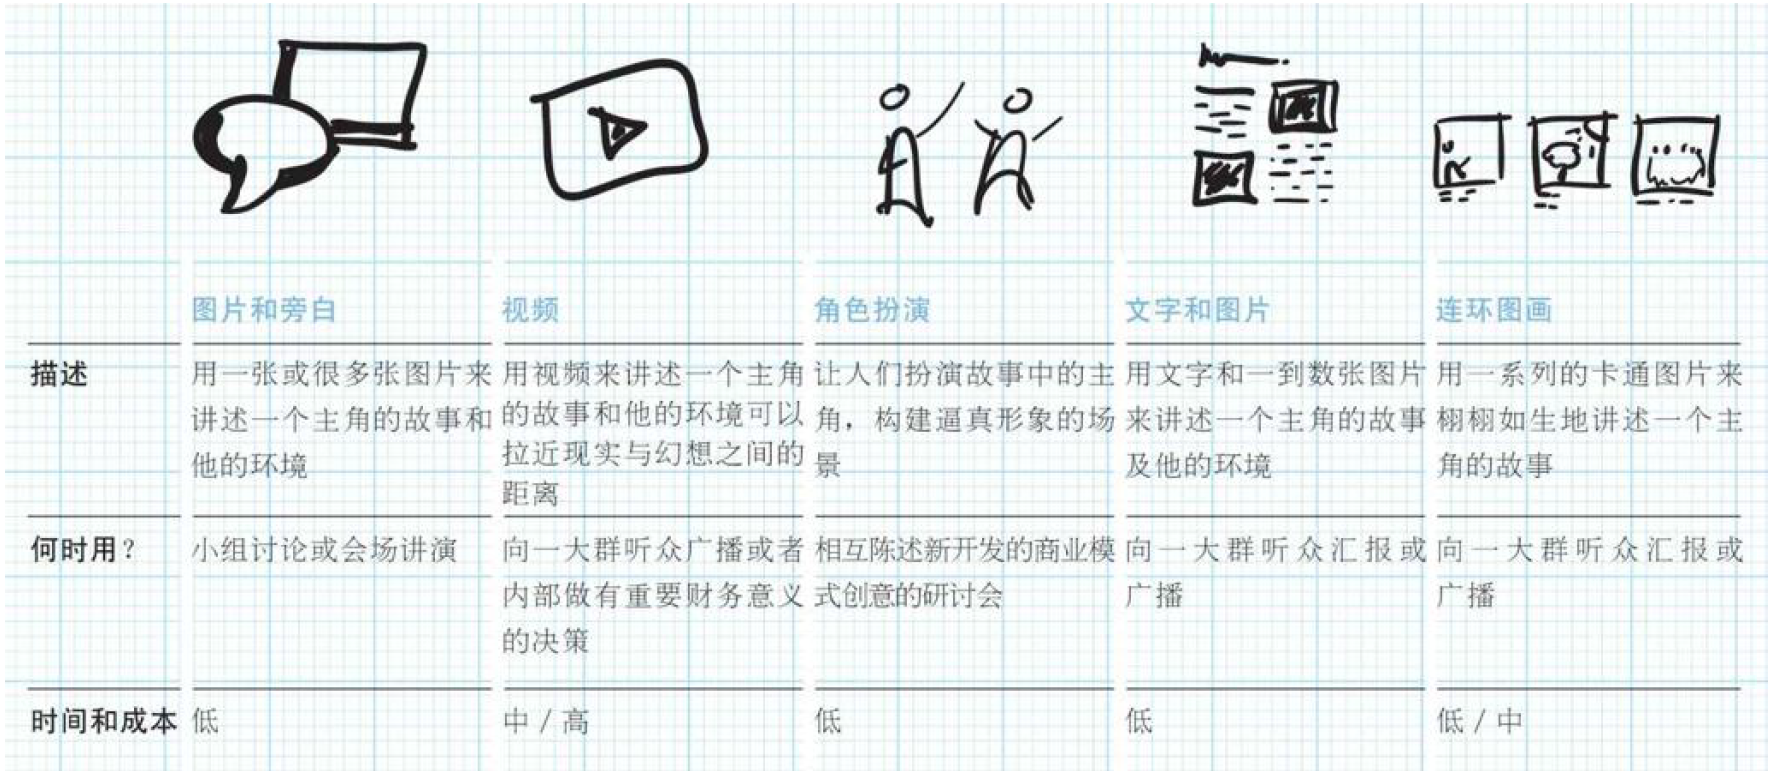 图片和旁白
视频
角色扮演
文字和图片
连环图画
描述
用一张或很多张图片来
讲述一个主角的故事和
他的环境
用视频来讲述一个主角
的故事和他的环境可以
拉近现实与幻想之间的
距离
让人们扮演故事中的主
角，构建逼真形象的场
景
用文字和一到数张图片
来讲述一个主角的故事
及他的环境
用一系列的卡通图片来
栩栩如生地讲述一个主
角的故事
何时用？
小组讨论或会场讲演
向一大群听众广播或者
内部做有重要财务意义
的决策
相互陈述新开发的商业模
式创意的研讨会
向一大群听众汇报或
广播
向一大群听众汇报或
广播
时间和成本
低
中 / 高
低
低
低 / 中